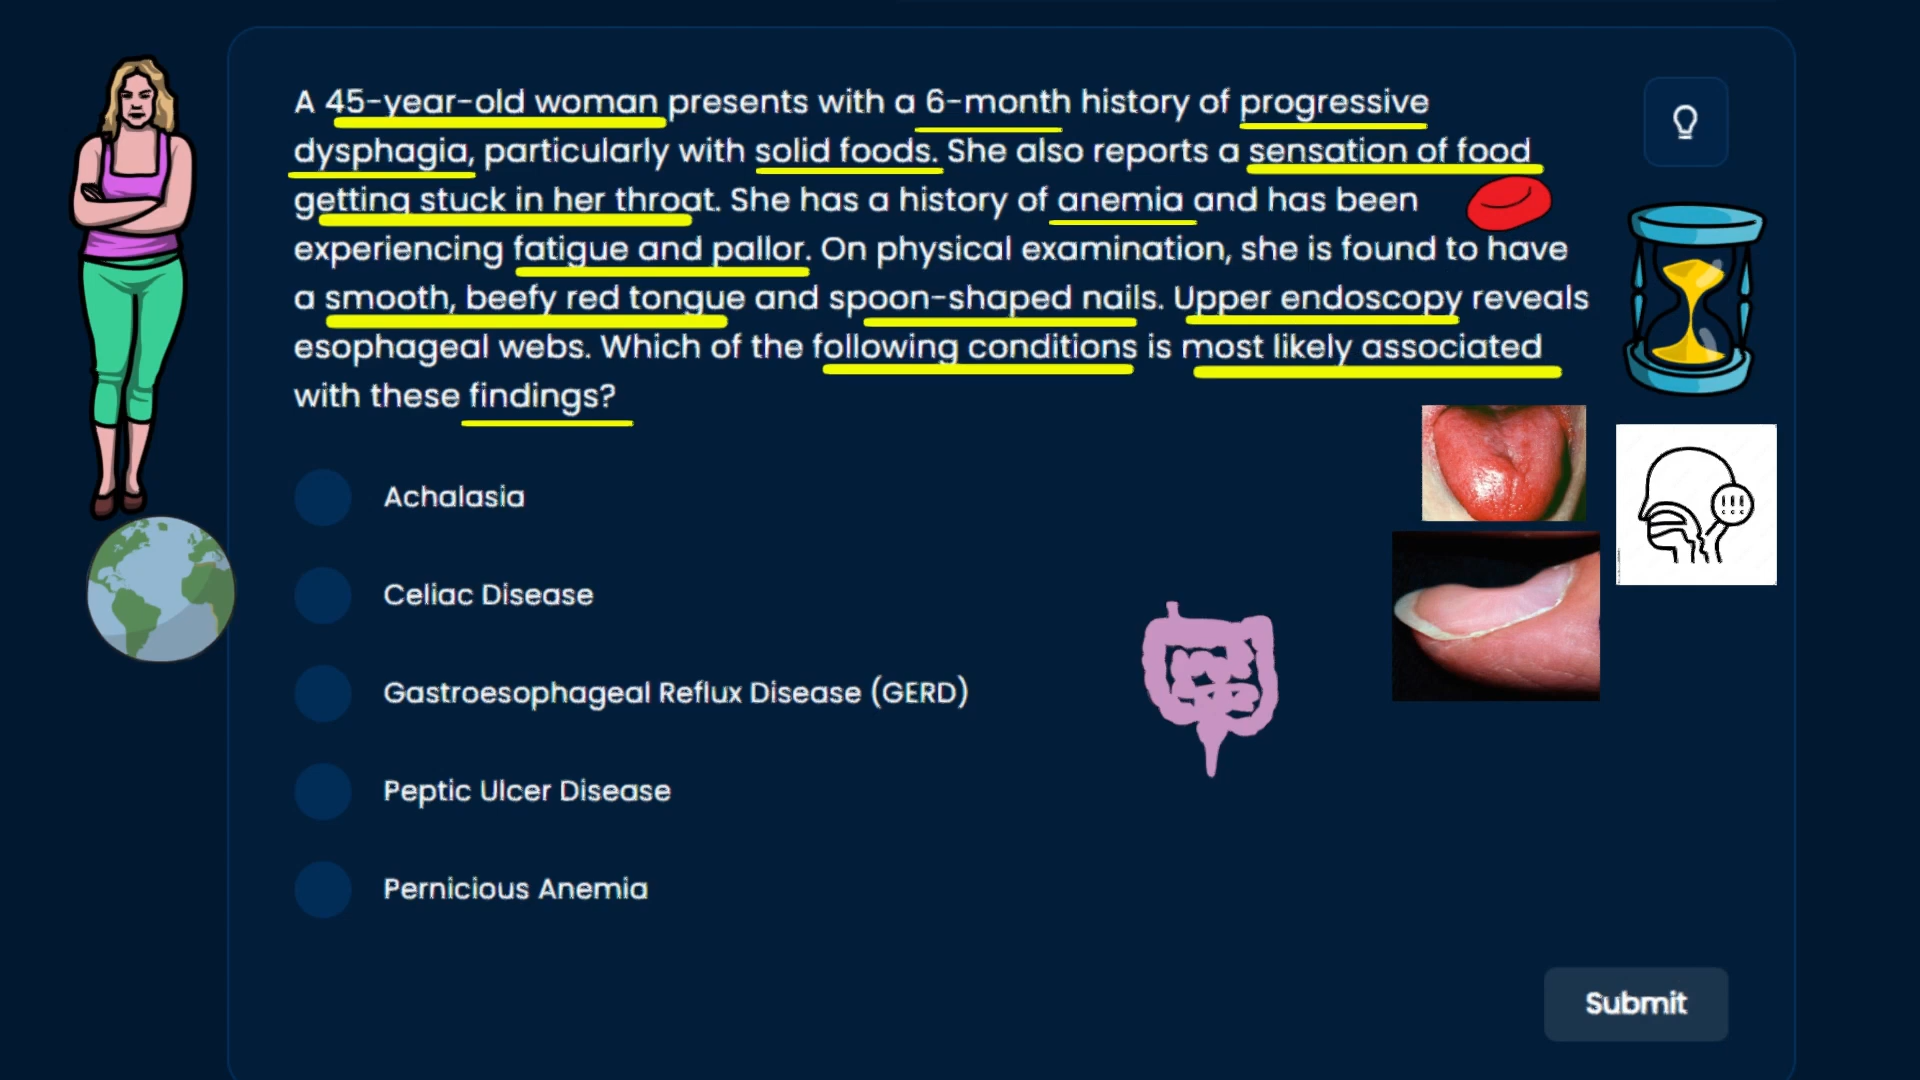 A 45-year-old woman presents with a 6-month history of progressive
dysphagia, particularly with solid foods. She also reports a sensation of food
getting stuck in her throat. She has a history of anemia and has been
experiencing fatigue and pallor. On physical examination, she is found to have
a smooth, beefy red tongue and spoon-shaped nails. Upper endoscopy reveals
esophageal webs. Which of the following conditions is most likely associated
with these findings?
Achalasia
Celiac Disease
Gastroesophageal Reflux Disease (GERD)
Peptic Ulcer Disease
Pernicious Anemia
Submit